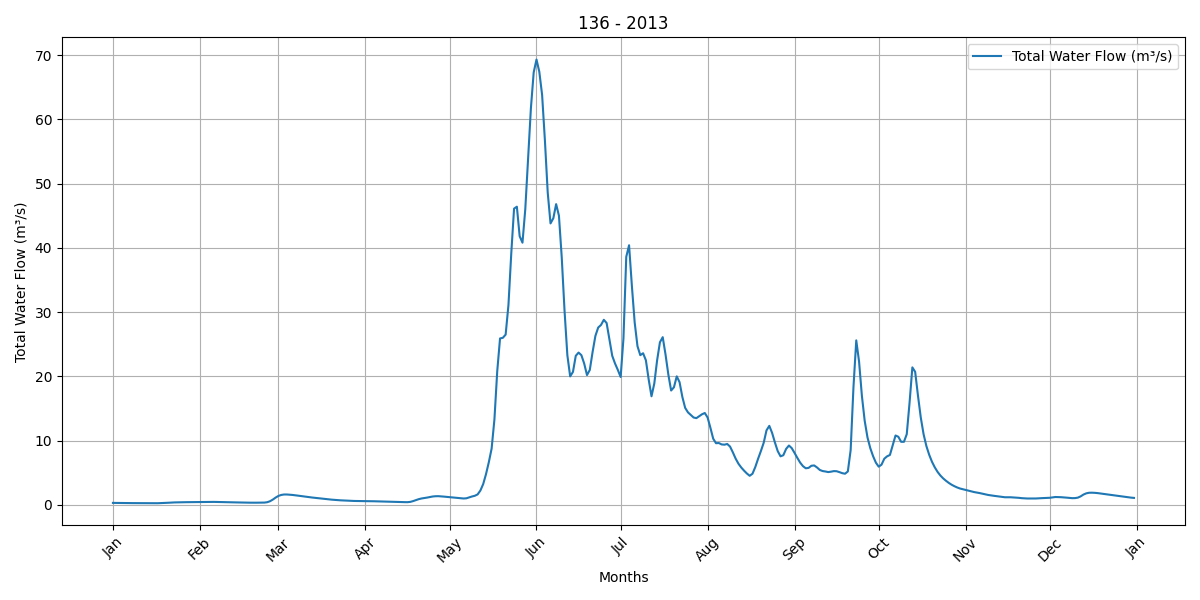 136 - 2013
Total Water Flow (m³/s)
Total Water Flow (m³/s)
70
60
50
40
30
20
10
0
Jan Feb Mar Apr May Jun Jul Aug Sep Oct Nov Dec Jan
Months